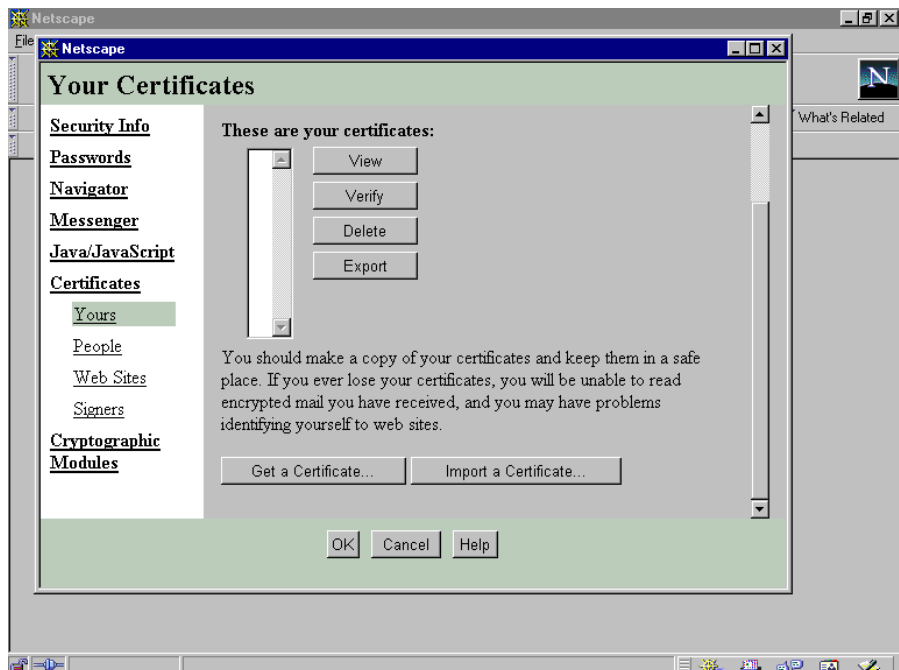 Netscape
File
Netscape
Your Certificates
N
What's Related
Security Info
Passwords
Navigator
Messenger
Java/JavaScript
Certificates
Yours
People
Web Sites
Signers
Cryptographic
Modules
These are your certificates:
View
Verify
Delete
Export
You should make a copy of your certificates and keep them in a safe
place. If you ever lose your certificates, you will be unable to read
encrypted mail you have received, and you may have problems
identifying yourself to web sites.
Get a Certificate...
Import a Certificate...
OK
Cancel
Help